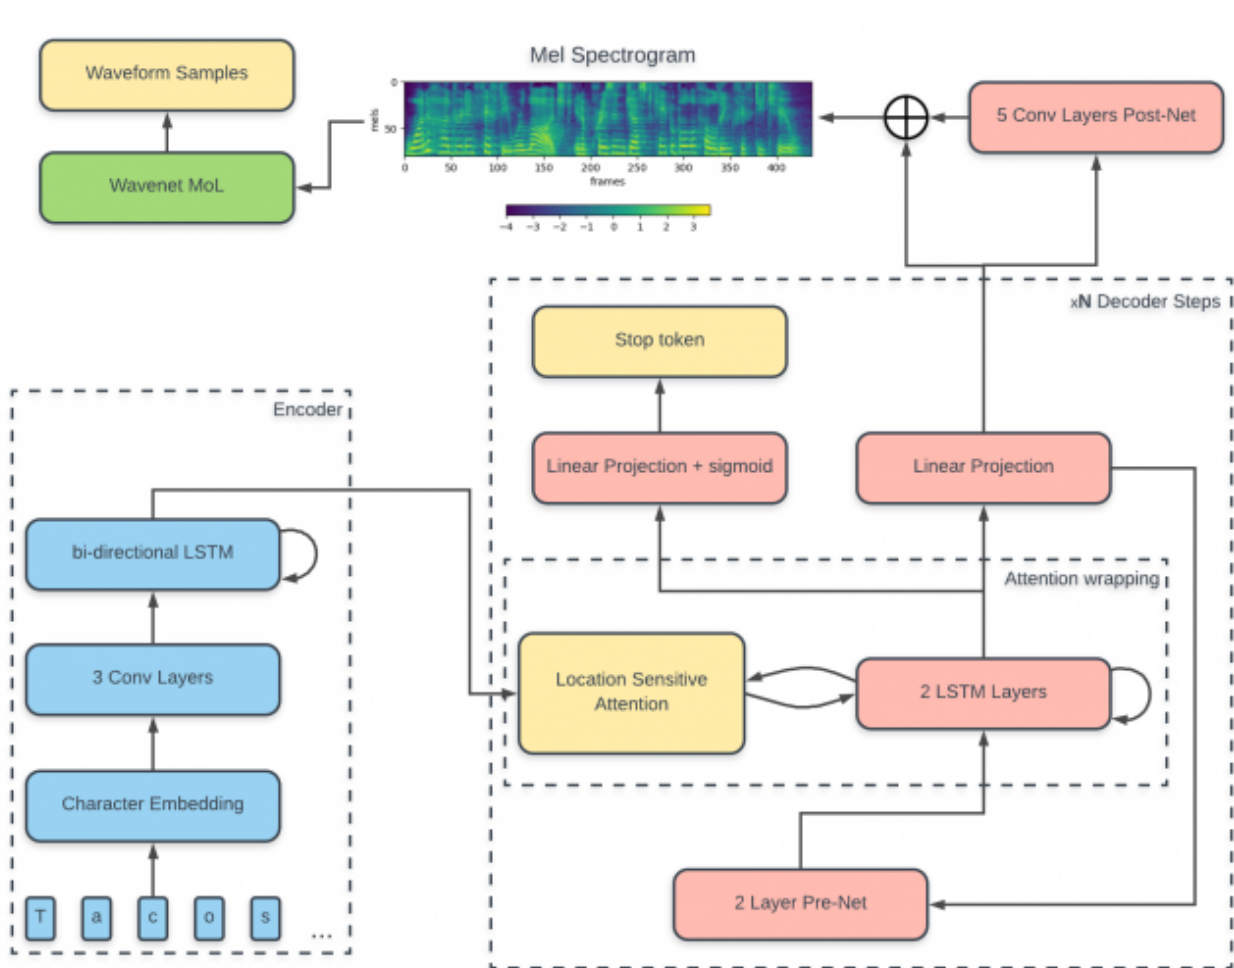 Mel Spectrogram
Waveform Samples
Wavenet MoL
mels
0
50
0 50 100 150 200 250 300 350 400
frames
−4 −3 −2 −1 0 1 2 3
5 Conv Layers Post-Net
xN Decoder Steps
Stop token
Linear Projection + sigmoid
Linear Projection
Encoder
bi-directional LSTM
3 Conv Layers
Character Embedding
T a c o s ...
Attention wrapping
Location Sensitive
Attention
2 LSTM Layers
2 Layer Pre-Net